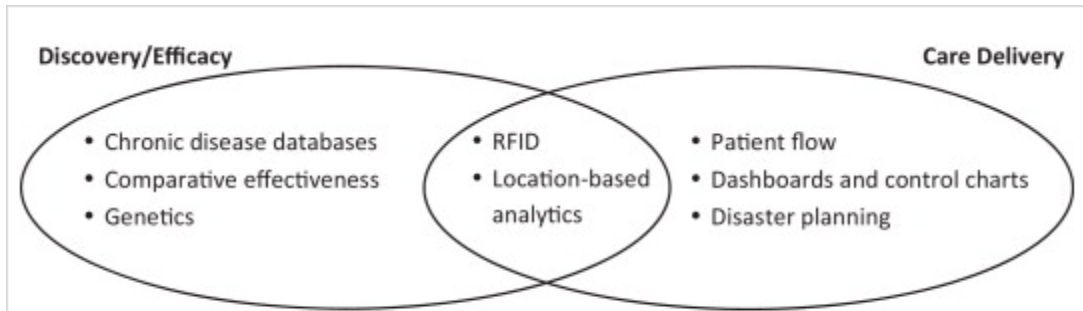 Discovery/Efficacy
Care Delivery
• Chronic disease databases
• Comparative effectiveness
• Genetics
• RFID
• Location-based
analytics
• Patient flow
• Dashboards and control charts
• Disaster planning